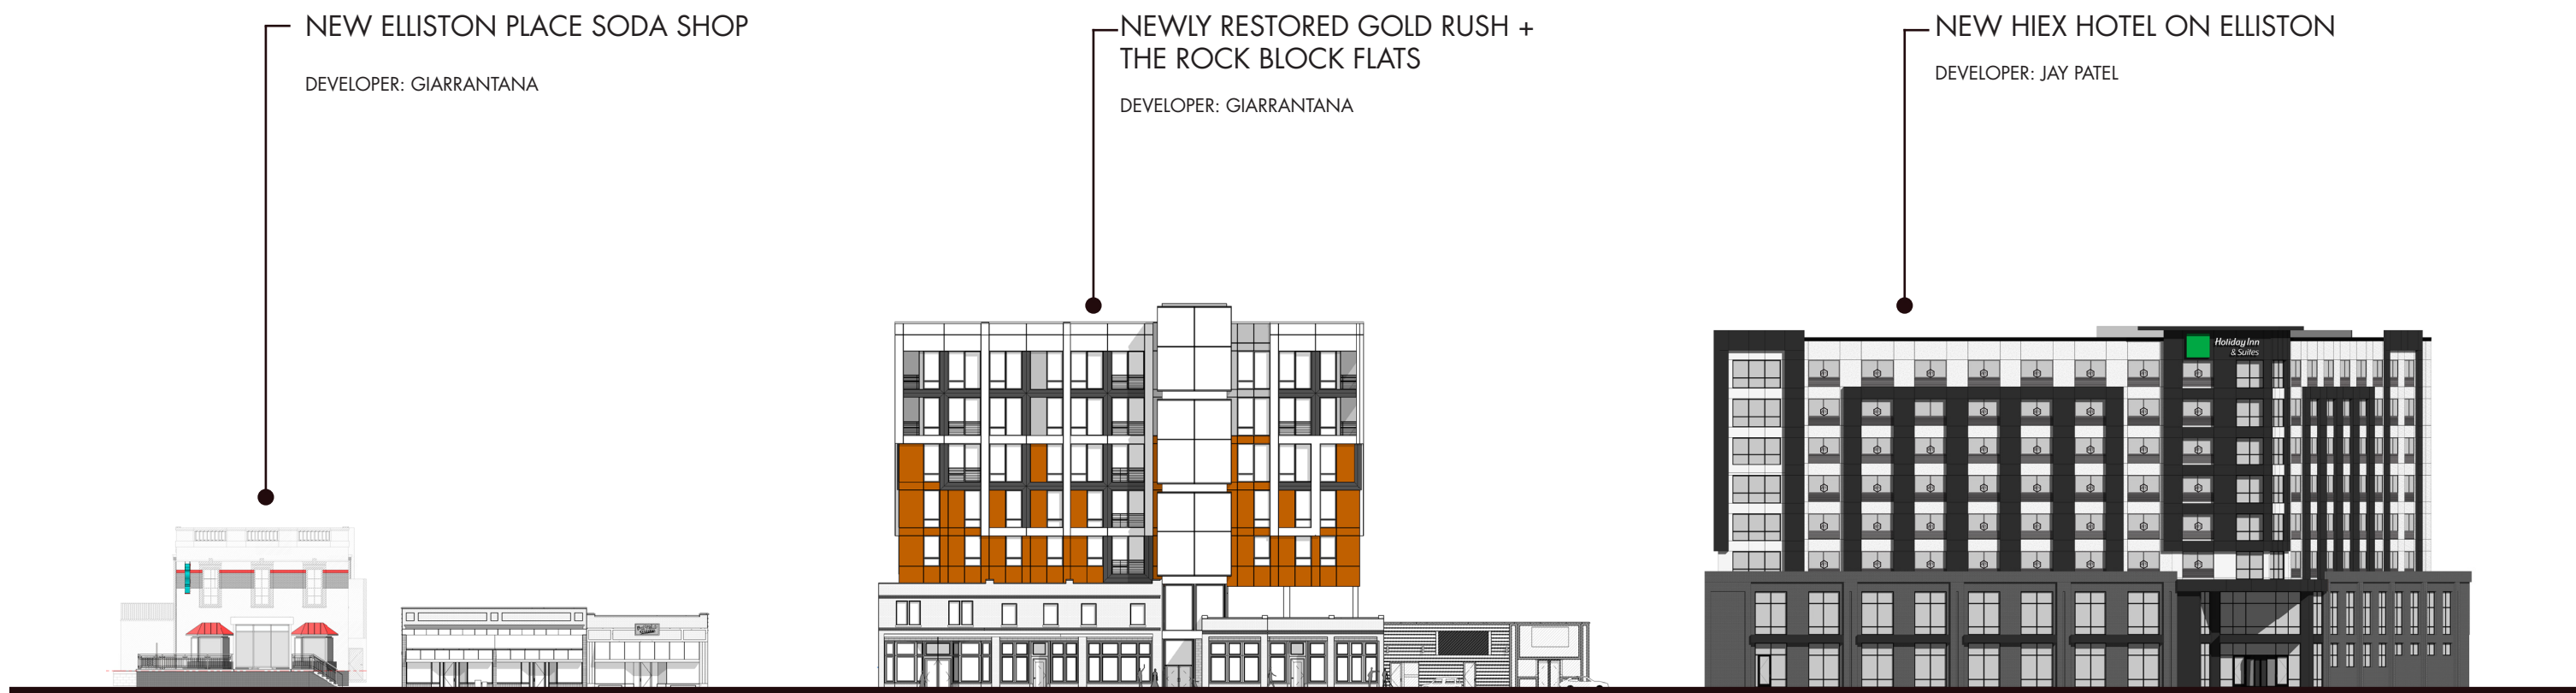 NEW ELLISTON PLACE SODA SHOP
DEVELOPER: GIARRANTANA
NEWLY RESTORED GOLD RUSH +
THE ROCK BLOCK FLATS
DEVELOPER: GIARRANTANA
NEW HIEX HOTEL ON ELLISTON
DEVELOPER: JAY PATEL
Holiday Inn
& Suites